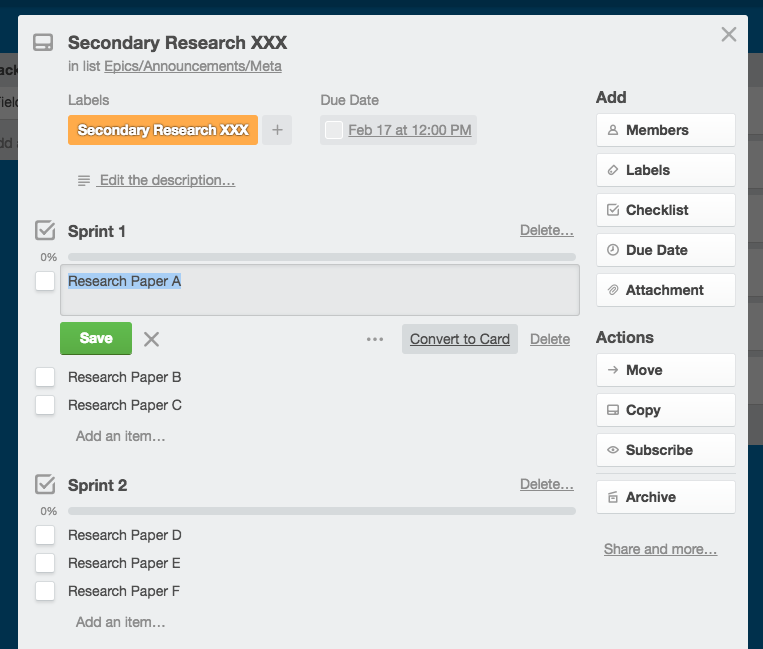 Secondary Research XXX
in list Epics/Announcements/Meta
Labels
Due Date
Secondary Research XXX
+
Feb 17 at 12:00 PM
Edit the description…
Sprint 1
Delete…
0%
Research Paper A
Save
Convert to Card
Delete
Research Paper B
Research Paper C
Add an item…
Sprint 2
Delete…
0%
Research Paper D
Research Paper E
Research Paper F
Add an item…
Add
Members
Labels
Checklist
Due Date
Attachment
Actions
Move
Copy
Subscribe
Archive
Share and more…